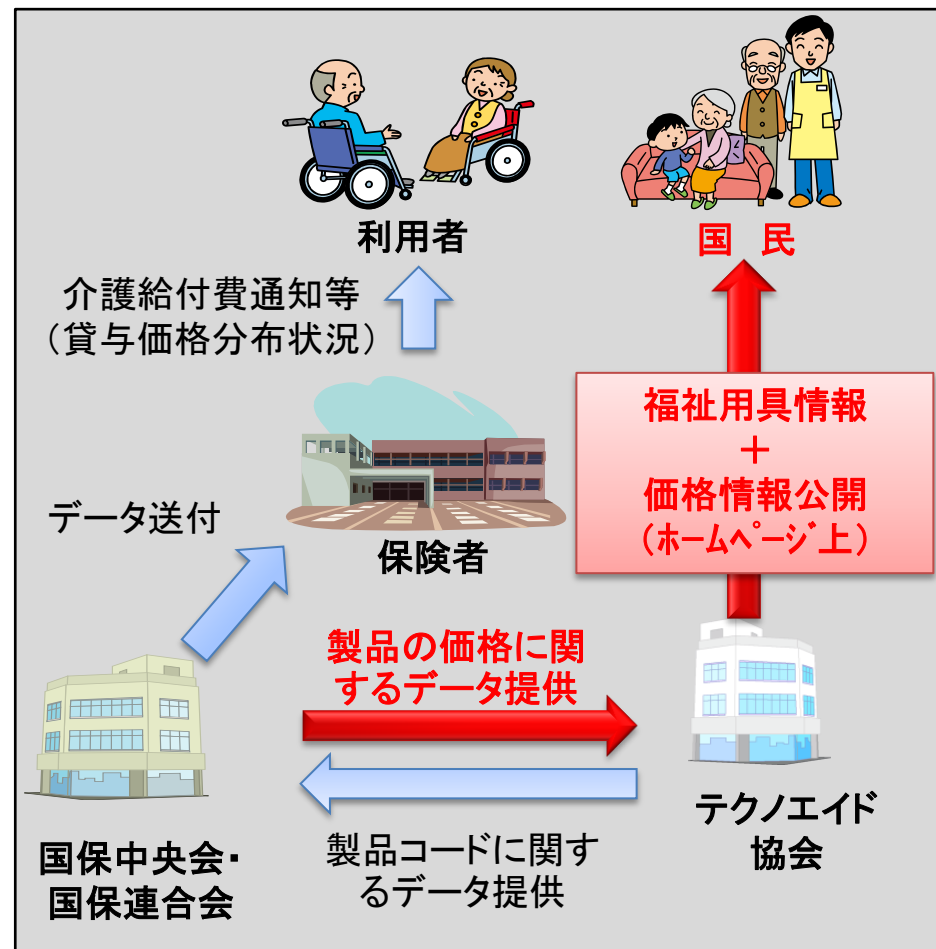 利用者
国　民
介護給付費通知等
（貸与価格分布状況）
福祉用具情報
＋
価格情報公開
（ﾎｰﾑﾍﾟｰｼﾞ上）
データ送付
保険者
製品の価格に関
するデータ提供
テクノエイド
協会
国保中央会・
国保連合会
製品コードに関す
るデータ提供